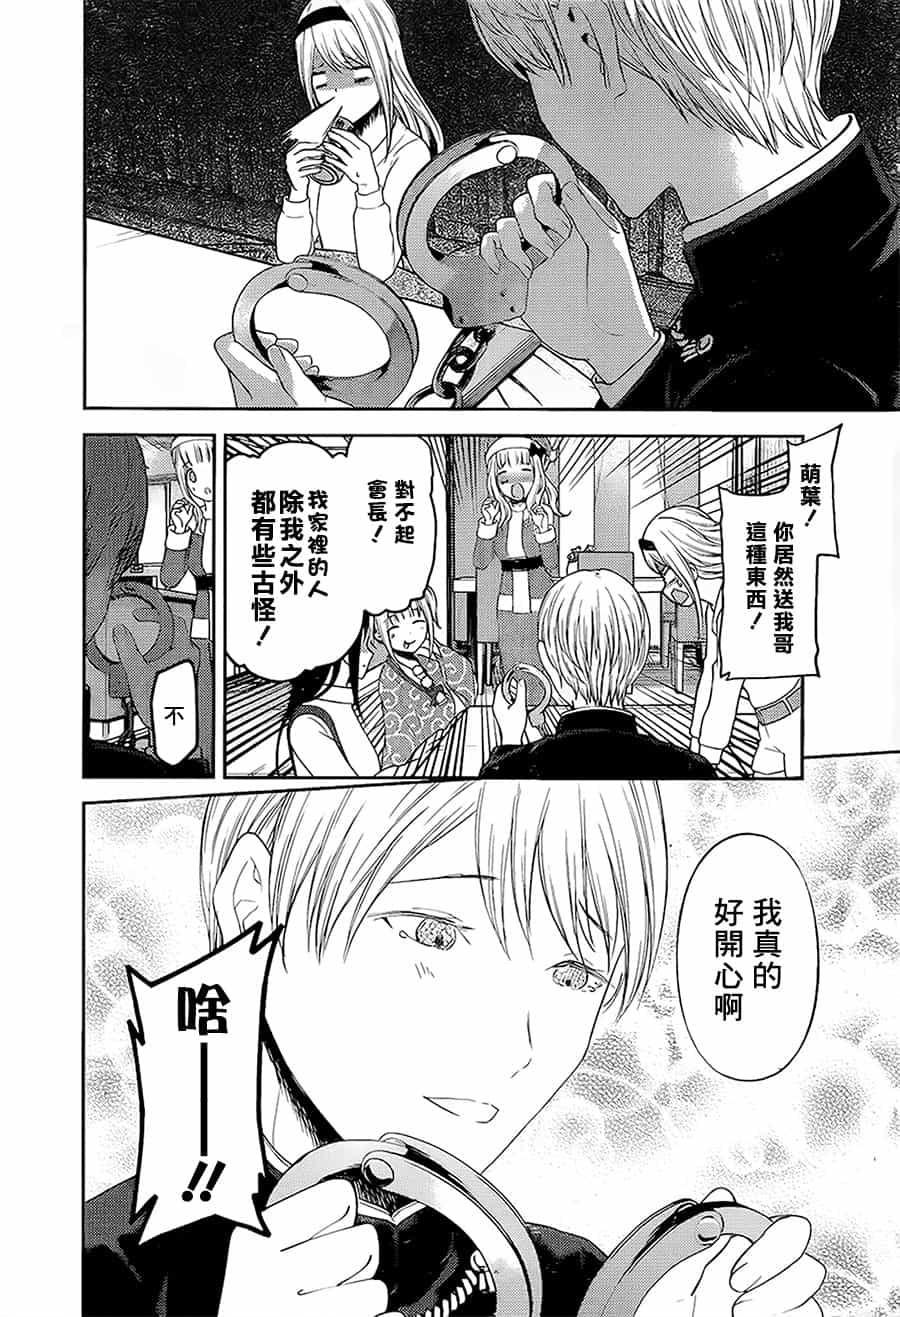 萌葉！
你居然送我哥
這種東西！
對不起
會長！
我家裡的人
除我之外
都有些古怪！
不
我真的
好開心啊
啥——!!